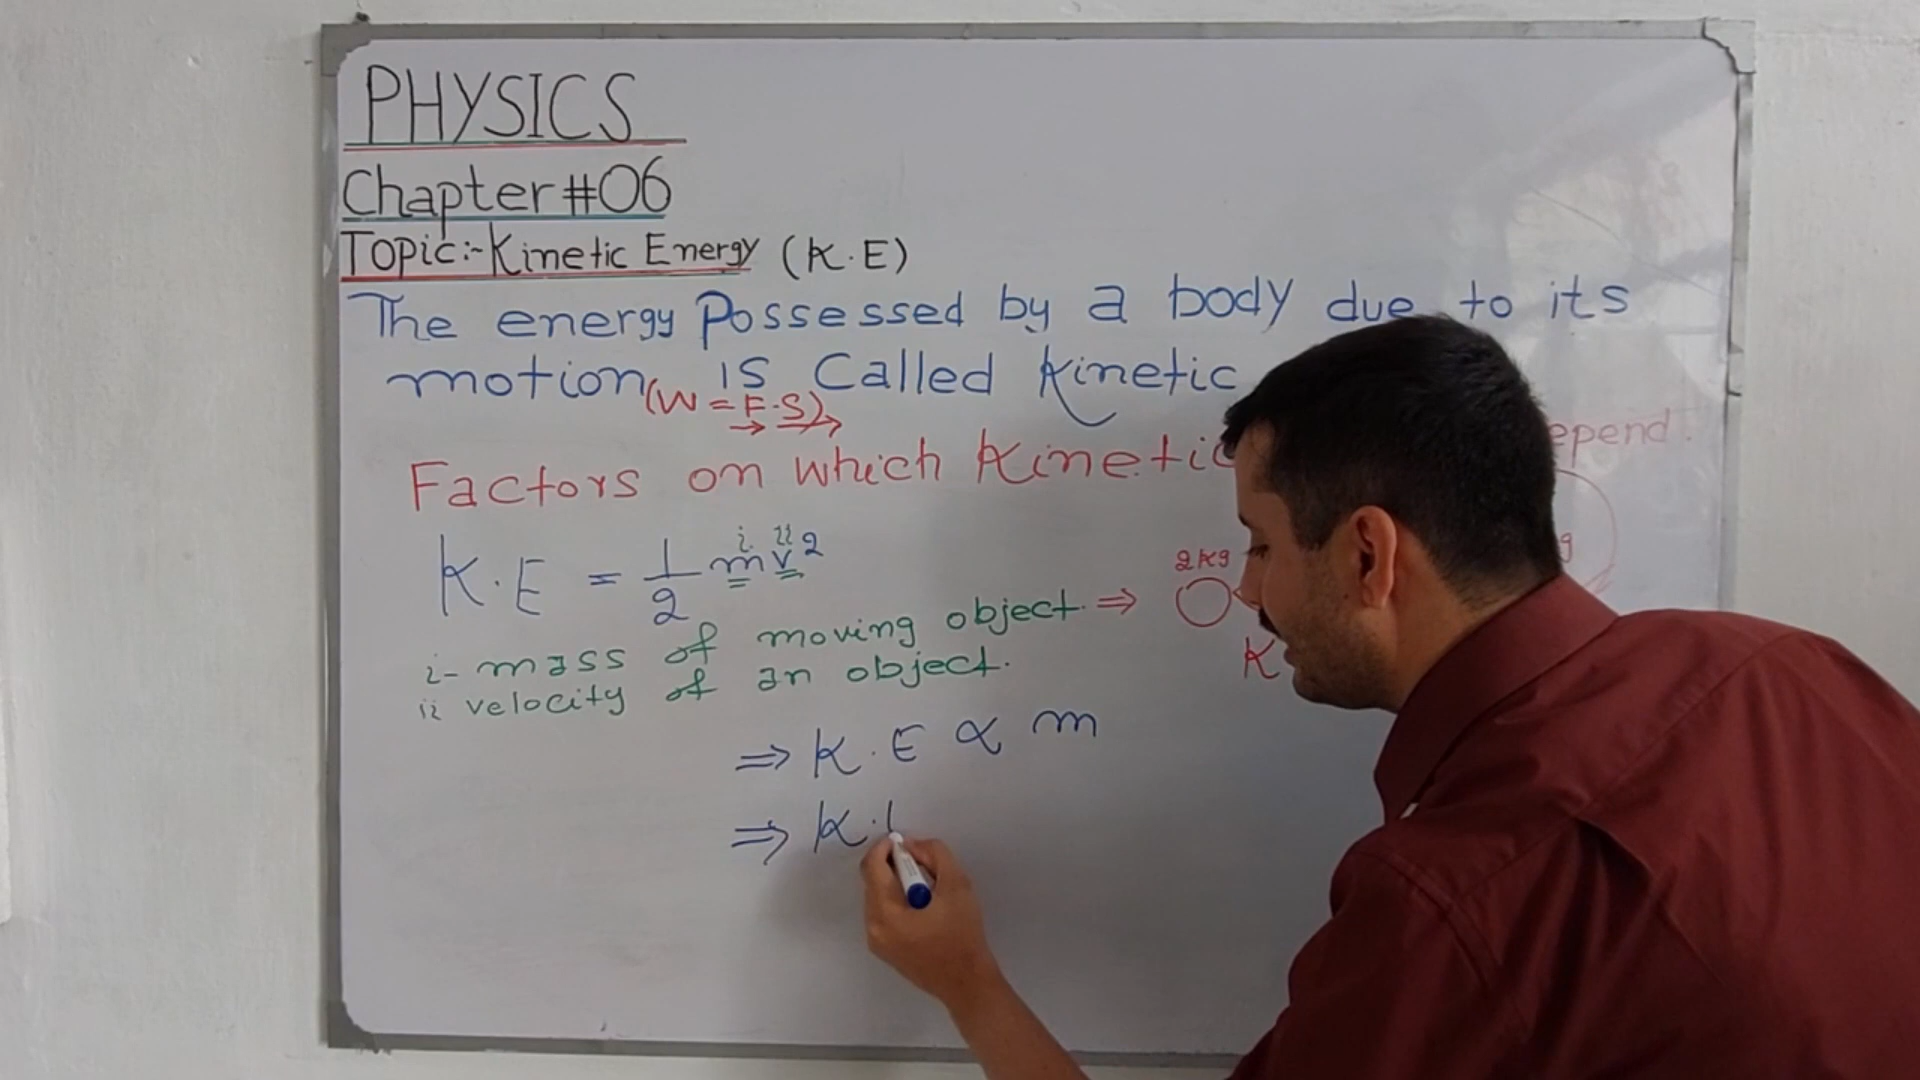 PHYSICS
Chapter #06
Topic:- Kinetic Energy (K.E)
The energy Possessed by a body due to its
motion is Called Kinetic
(W = F.S)
Factors on which Kinetic epend.
K.E = 1/2 mv²
i. ii
i- mass of moving object. ⇒
ii velocity of an object.
2Kg
g
K
⇒ K.E ∝ m
⇒ K.